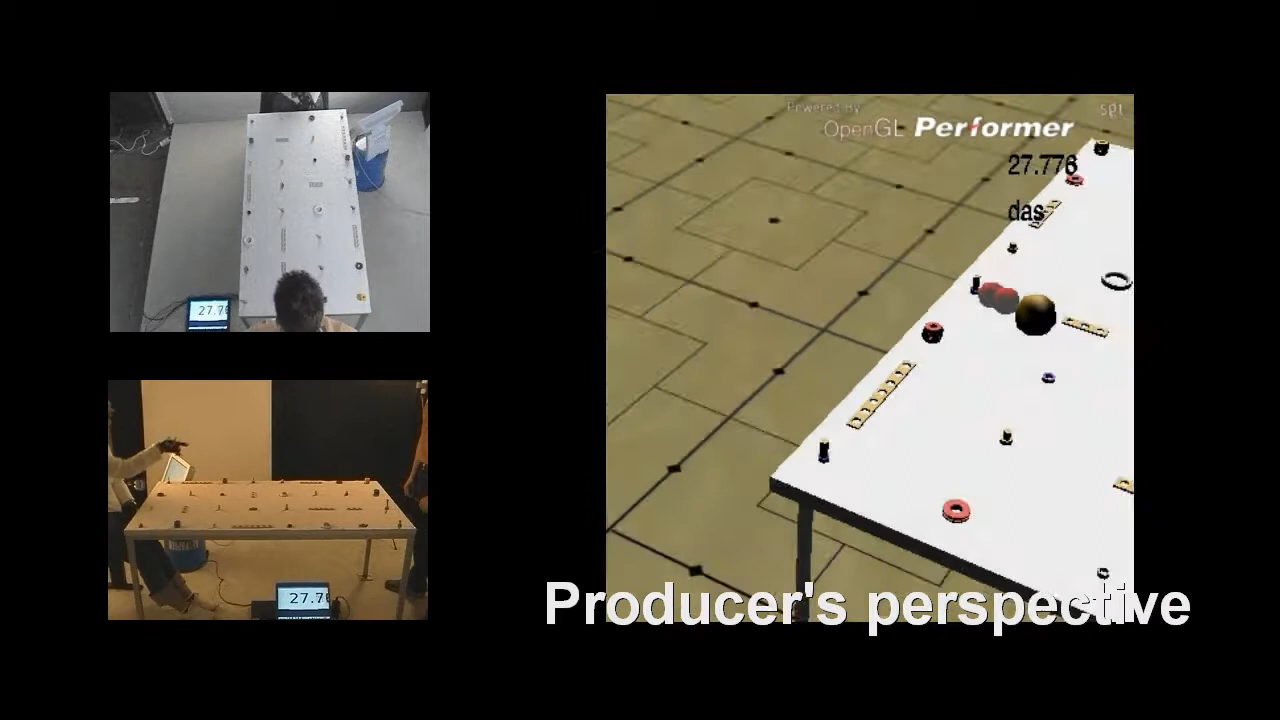 Powered by
sgi
OpenGL Performer
27.776
das
27.7
27.7
Producer's perspective